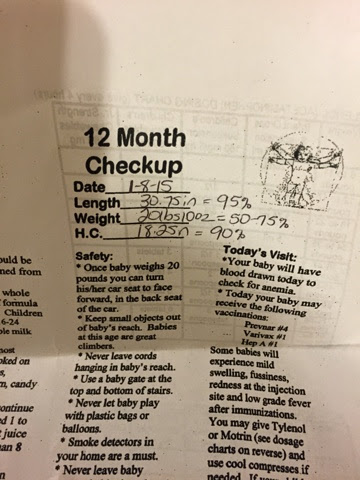 12 Month
Checkup
Date 1-8-15
Length 30.75in = 95%
Weight 20lbs10oz = 50-75%
H.C. 18.25in = 90%
Safety:
* Once baby weighs 20
pounds you can turn
his/her car seat to face
forward, in the back seat
of the car.
* Keep small objects out
of baby's reach. Babies
at this age are great
climbers.
* Never leave cords
hanging in baby's reach.
* Use a baby gate at the
top and bottom of stairs.
* Never let baby play
with plastic bags or
balloons.
* Smoke detectors in
your home are a must.
* Never leave baby
Today's Visit:
*Your baby will have
blood drawn today to
check for anemia.
* Today your baby may
receive the following
vaccinations:
Prevnar #4
Varivax #1
Hep A #1
Some babies will
experience mild
swelling, fussiness,
redness at the injection
site and low grade fever
after immunizations.
You may give Tylenol
or Motrin (see dosage
charts on reverse) and
use cool compresses if
needed.
ould be
ned from
whole
formula
Children
6-24
ole milk
most
oked on
s,
n, candy
continue
ed 1 to
t juice
an 8
n